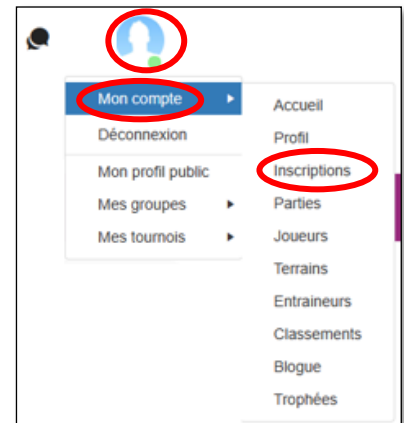 Mon compte
Déconnexion
Mon profil public
Mes groupes
Mes tournois
Accueil
Profil
Inscriptions
Parties
Joueurs
Terrains
Entraineurs
Classements
Blogue
Trophées